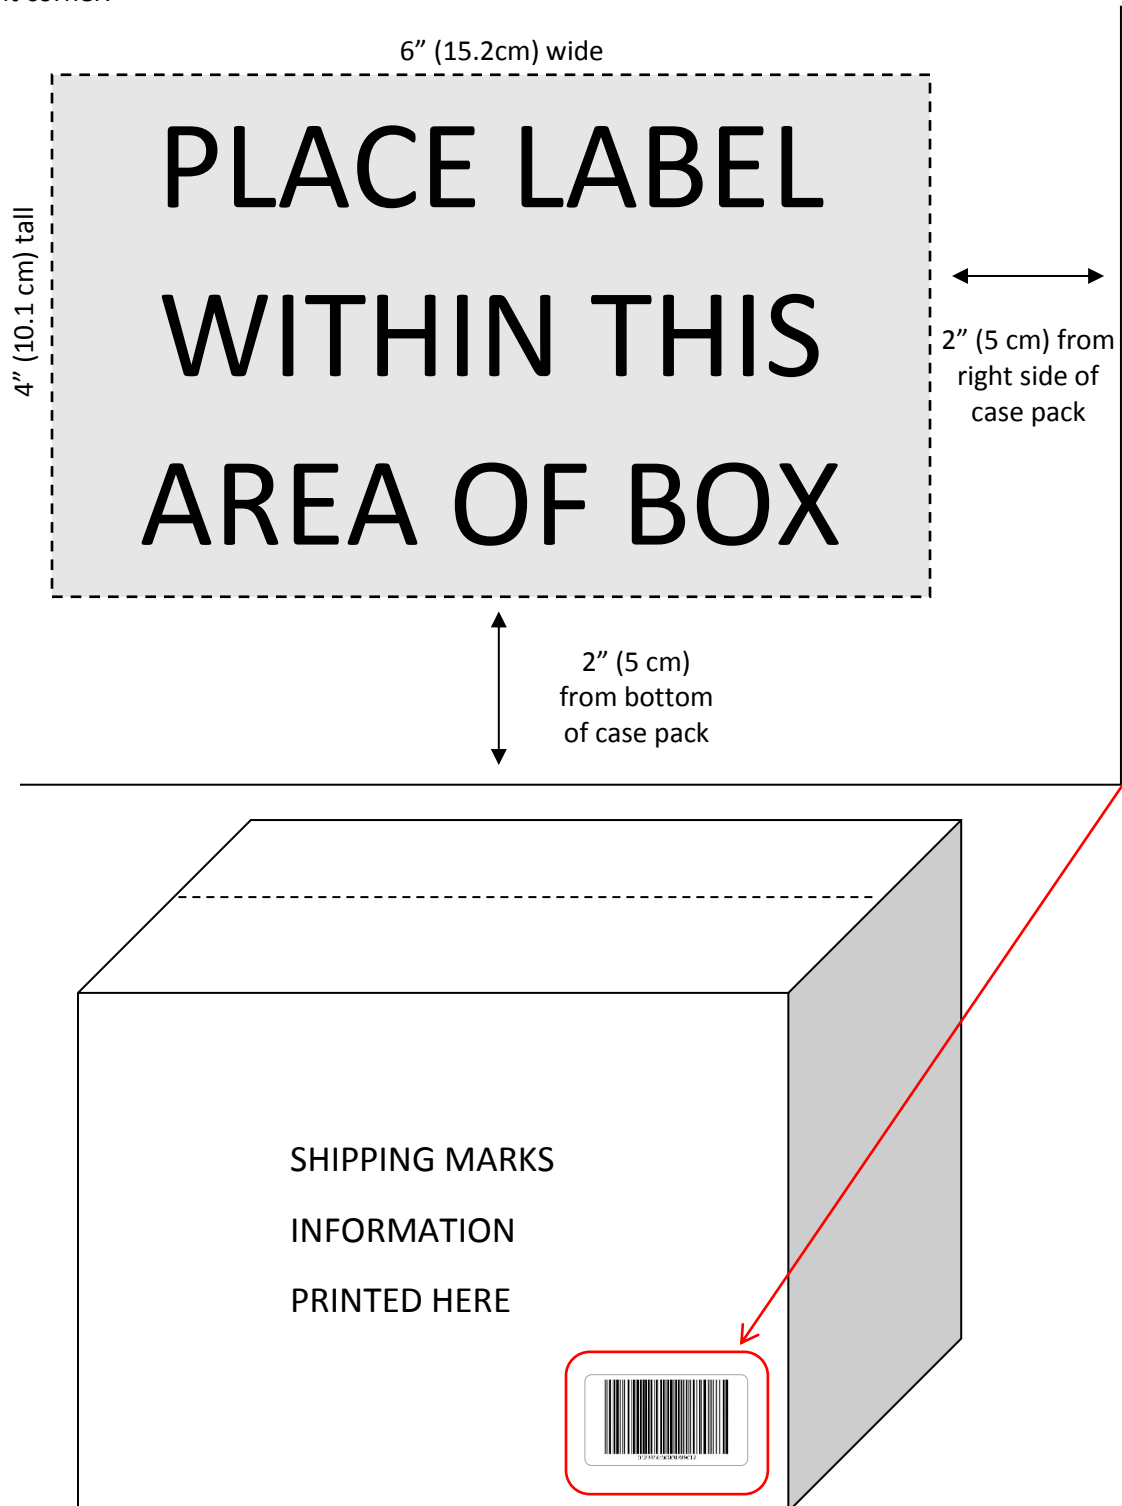 nt corner.
6” (15.2cm) wide
PLACE LABEL
WITHIN THIS
AREA OF BOX
4” (10.1 cm) tall
2” (5 cm) from
right side of
case pack
2” (5 cm)
from bottom
of case pack
SHIPPING MARKS
INFORMATION
PRINTED HERE